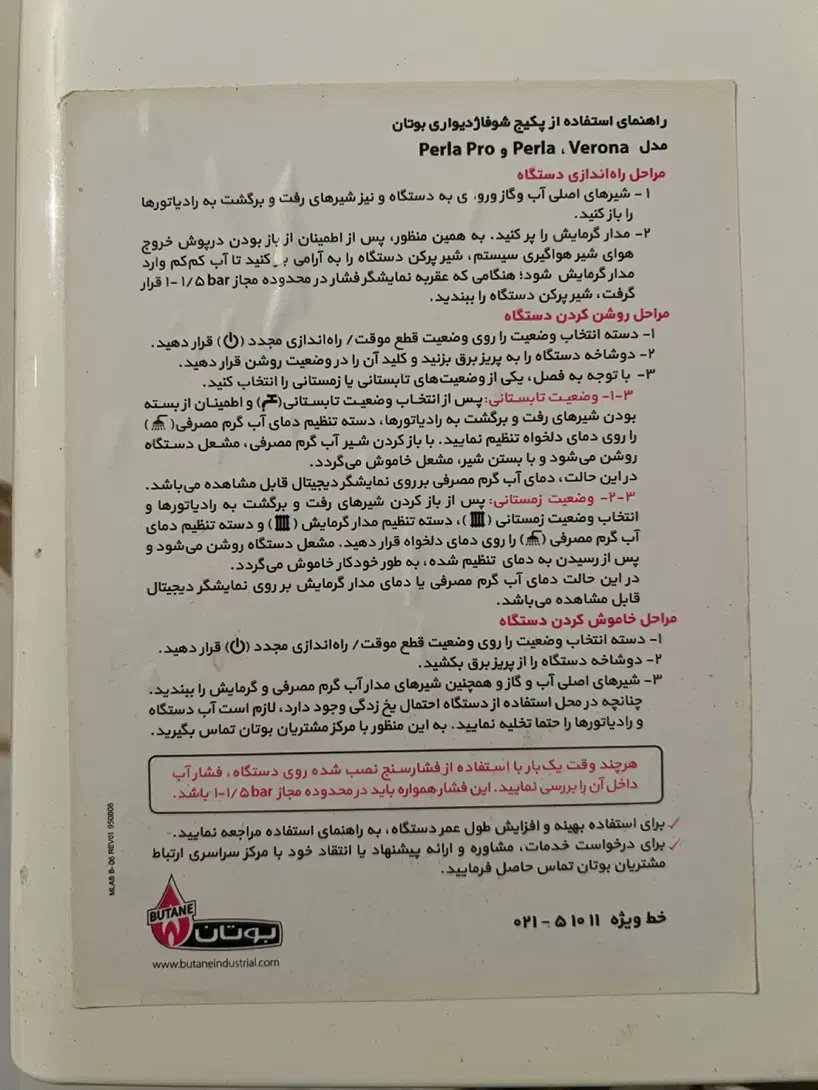 راهنمای استفاده از پکیج شوفاژ دیواری بوتان
مدل Perla ، Verona و Perla Pro
مراحل راه‌اندازی دستگاه
۱- شیرهای اصلی آب وگاز ورودی به دستگاه و نیز شیرهای رفت و برگشت به رادیاتورها
را باز کنید.
۲- مدار گرمایش را پر کنید. به همین منظور، پس از اطمینان از باز بودن درپوش خروج
هوای شیر هواگیری سیستم، شیر پرکن دستگاه را به آرامی باز کنید تا آب کم‌کم وارد
مدار گرمایش شود؛ هنگامی که عقربه نمایشگر فشار در محدوده مجاز ۱-۱/۵ bar قرار
گرفت، شیر پرکن دستگاه را ببندید.
مراحل روشن کردن دستگاه
۱- دسته انتخاب وضعیت را روی وضعیت قطع موقت/ راه‌اندازی مجدد (⏻) قرار دهید.
۲- دوشاخه دستگاه را به پریز برق بزنید و کلید آن را در وضعیت روشن قرار دهید.
۳- با توجه به فصل، یکی از وضعیت‌های تابستانی یا زمستانی را انتخاب کنید.
۳-۱- وضعیت تابستانی: پس از انتخاب وضعیت تابستانی() و اطمینان از بسته
بودن شیرهای رفت و برگشت به رادیاتورها، دسته تنظیم دمای آب گرم مصرفی()
را روی دمای دلخواه تنظیم نمایید. با باز کردن شیر آب گرم مصرفی، مشعل دستگاه
روشن می‌شود و با بستن شیر، مشعل خاموش می‌گردد.
در این حالت، دمای آب گرم مصرفی بر روی نمایشگر دیجیتال قابل مشاهده می‌باشد.
۳-۲- وضعیت زمستانی: پس از باز کردن شیرهای رفت و برگشت به رادیاتورها و
انتخاب وضعیت زمستانی ()، دسته تنظیم مدار گرمایش () و دسته تنظیم دمای
آب گرم مصرفی () را روی دمای دلخواه قرار دهید. مشعل دستگاه روشن می‌شود و
پس از رسیدن به دمای تنظیم شده، به طور خودکار خاموش می‌گردد.
در این حالت دمای آب گرم مصرفی یا دمای مدار گرمایش بر روی نمایشگر دیجیتال
قابل مشاهده می‌باشد.
مراحل خاموش کردن دستگاه
۱- دسته انتخاب وضعیت را روی وضعیت قطع موقت/ راه‌اندازی مجدد (⏻) قرار دهید.
۲- دوشاخه دستگاه را از پریز برق بکشید.
۳- شیرهای اصلی آب و گاز و همچنین شیرهای مدار آب گرم مصرفی و گرمایش را ببندید.
چنانچه در محل استفاده از دستگاه احتمال یخ زدگی وجود دارد، لازم است آب دستگاه
و رادیاتورها را حتما تخلیه نمایید. به این منظور با مرکز مشتریان بوتان تماس بگیرید.
هرچند وقت یک بار با استفاده از فشارسنج نصب شده روی دستگاه، فشار آب
داخل آن را بررسی نمایید. این فشار همواره باید در محدوده مجاز ۱-۱/۵ bar باشد.
✓ برای استفاده بهینه و افزایش طول عمر دستگاه، به راهنمای استفاده مراجعه نمایید.
✓ برای درخواست خدمات، مشاوره و ارائه پیشنهاد یا انتقاد خود با مرکز سراسری ارتباط
مشتریان بوتان تماس حاصل فرمایید.
خط ویژه ۱۱ ۱۰ ۵ - ۰۲۱
BUTANE
بوتان
www.butaneindustrial.com
MLAB B-06 REV01 950808